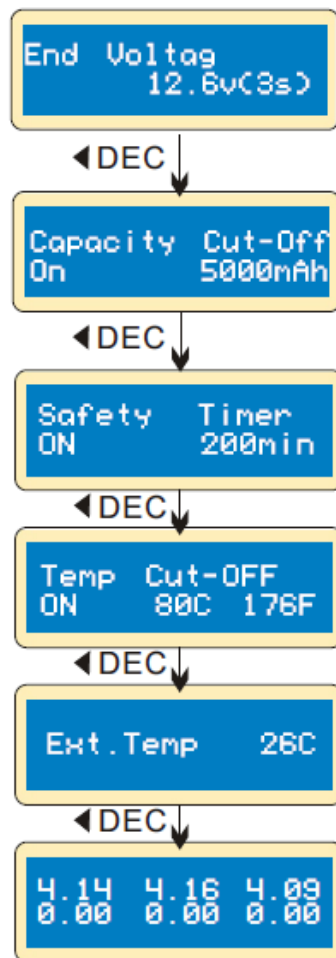 End Voltag
12.6v(3s)
◀DEC
Capacity Cut-Off
On 5000mAh
◀DEC
Safety Timer
ON 200min
◀DEC
Temp Cut-OFF
ON 80C 176F
◀DEC
Ext.Temp 26C
◀DEC
4.14 4.16 4.09
0.00 0.00 0.00